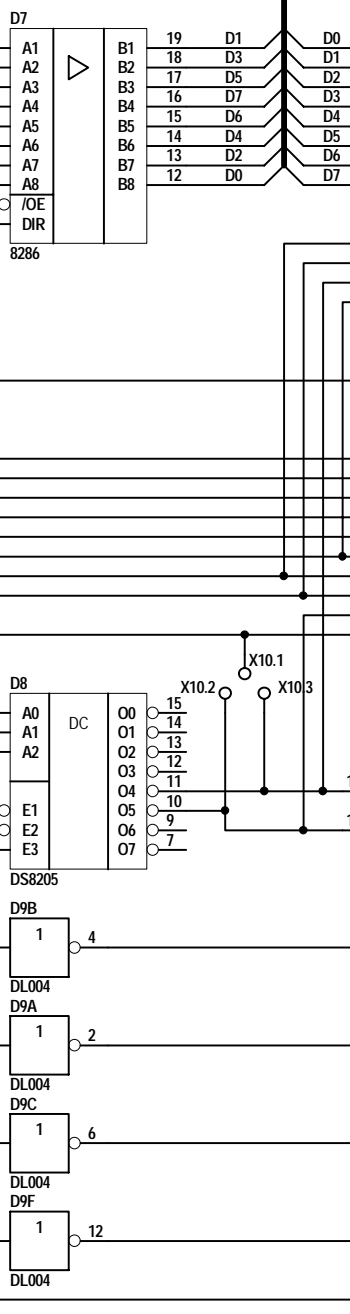 D7
A1 B1 19 D1 D0
A2 B2 18 D3 D1
A3 B3 17 D5 D2
A4 B4 16 D7 D3
A5 B5 15 D6 D4
A6 B6 14 D4 D5
A7 B7 13 D2 D6
A8 B8 12 D0 D7
/OE
DIR
8286
X10.1
D8 X10.2 X10.3
A0 DC O0 15
A1 O1 14
A2 O2 13
O3 12
O4 11 1
E1 O5 10
E2 O6 9 1
E3 O7 7
DS8205
D9B
1 4
DL004
D9A
1 2
DL004
D9C
1 6
DL004
D9F
1 12
DL004